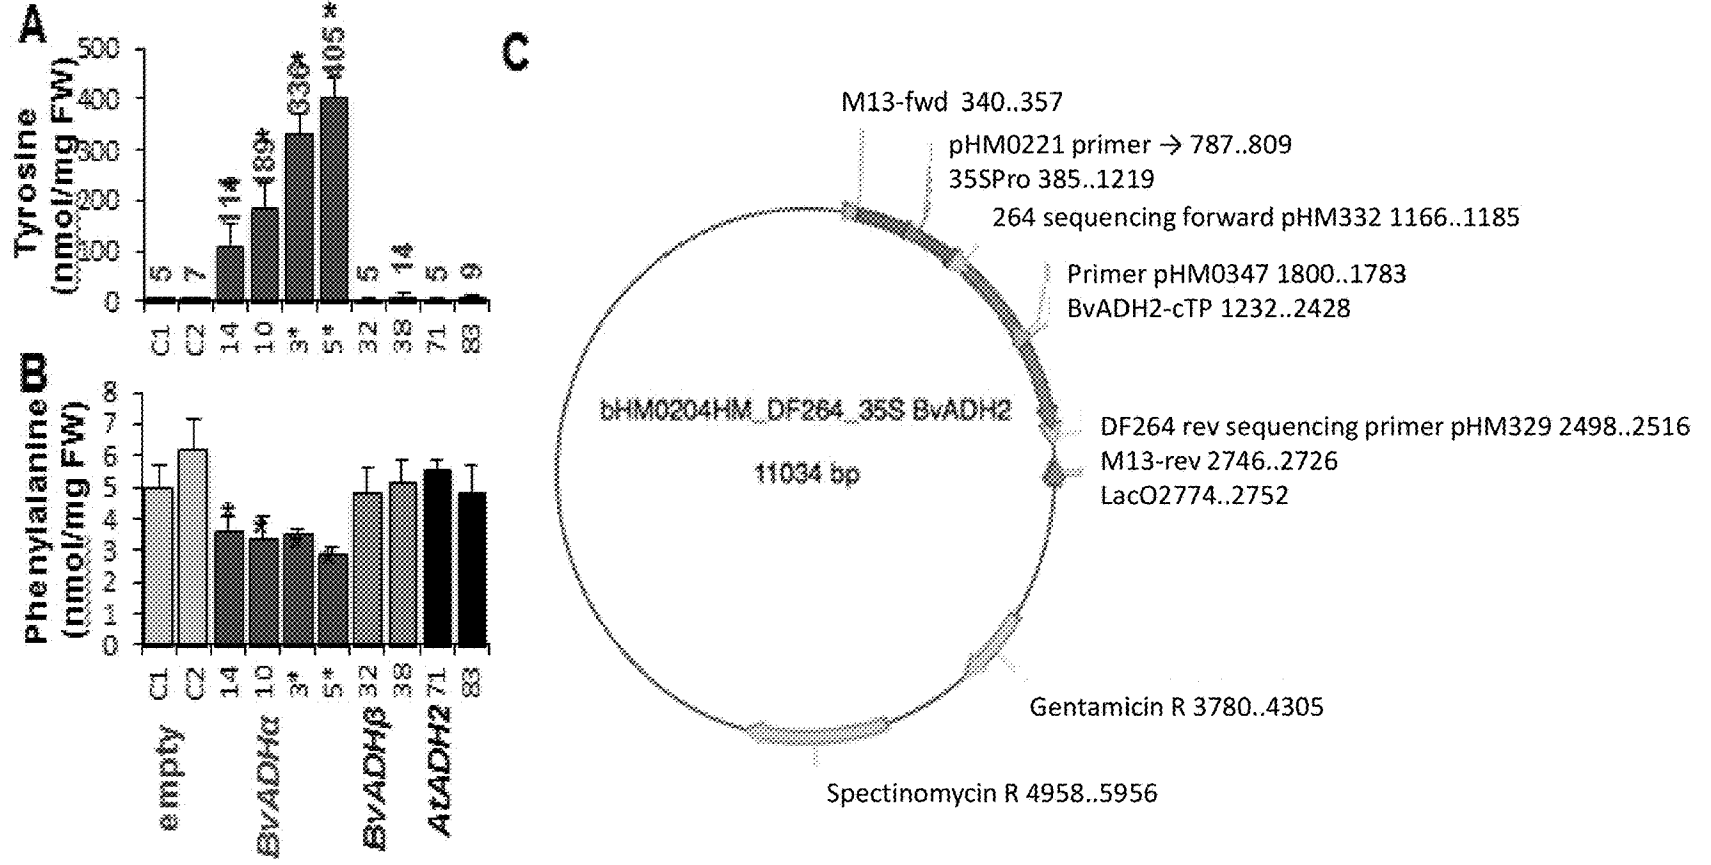 A
Tyrosine
(nmol/mg FW)
500
400
300
200
100
0
5
7
114
*
189*
336*
405 *
5
14
5
9
C1
C2
14
10
3*
5*
32
38
71
83
B
Phenylalanine
(nmol/mg FW)
8
7
6
5
4
3
2
1
0
*
*
*
*
C1
C2
14
10
3*
5*
32
38
71
83
empty
BvADHα
BvADHβ
AtADH2
C
M13-fwd 340..357
pHM0221 primer → 787..809
35SPro 385..1219
264 sequencing forward pHM332 1166..1185
Primer pHM0347 1800..1783
BvADH2-cTP 1232..2428
bHM0204HM_DF264_35S BvADH2
11034 bp
DF264 rev sequencing primer pHM329 2498..2516
M13-rev 2746..2726
LacO2774..2752
Gentamicin R 3780..4305
Spectinomycin R 4958..5956